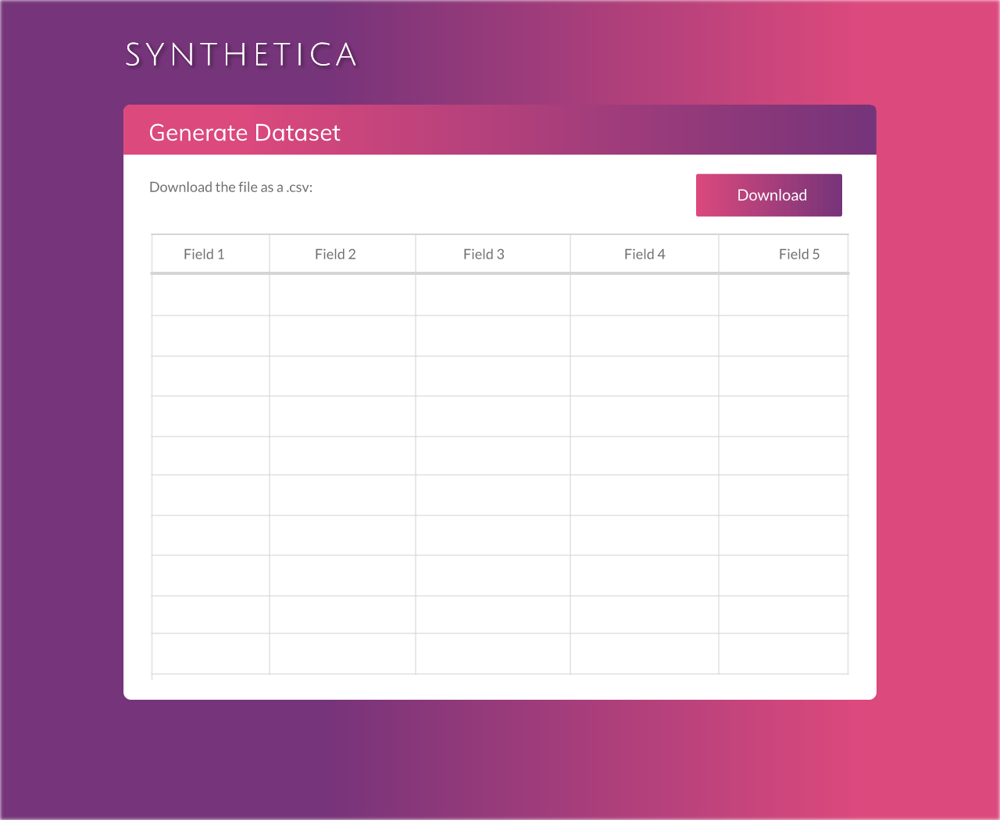 SYNTHETICA
Generate Dataset
Download the file as a .csv:
Download
Field 1 Field 2 Field 3 Field 4 Field 5